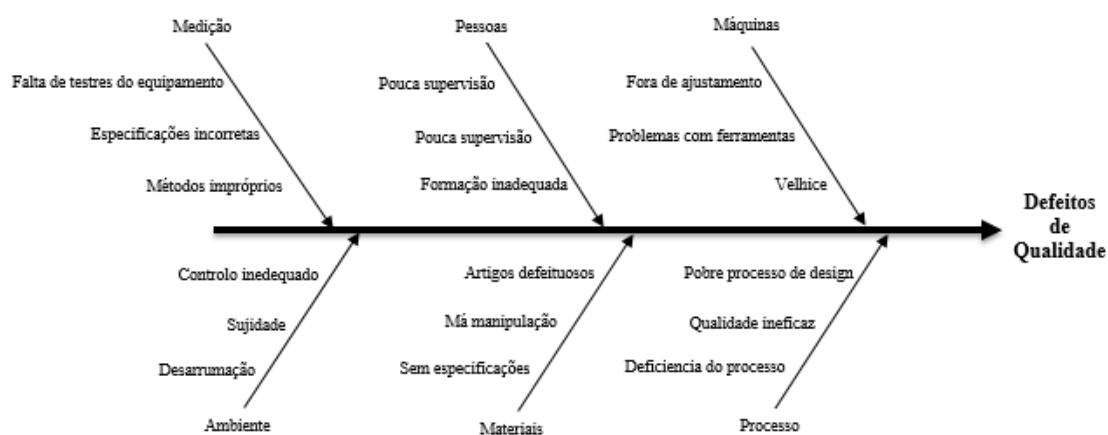 Medição
Pessoas
Máquinas
Falta de testres do equipamento
Pouca supervisão
Fora de ajustamento
Especificações incorretas
Pouca supervisão
Problemas com ferramentas
Métodos impróprios
Formação inadequada
Velhice
Defeitos
de
Qualidade
Controlo inedequado
Artigos defeituosos
Pobre processo de design
Sujidade
Má manipulação
Qualidade ineficaz
Desarrumação
Sem especificações
Deficiencia do processo
Ambiente
Materiais
Processo